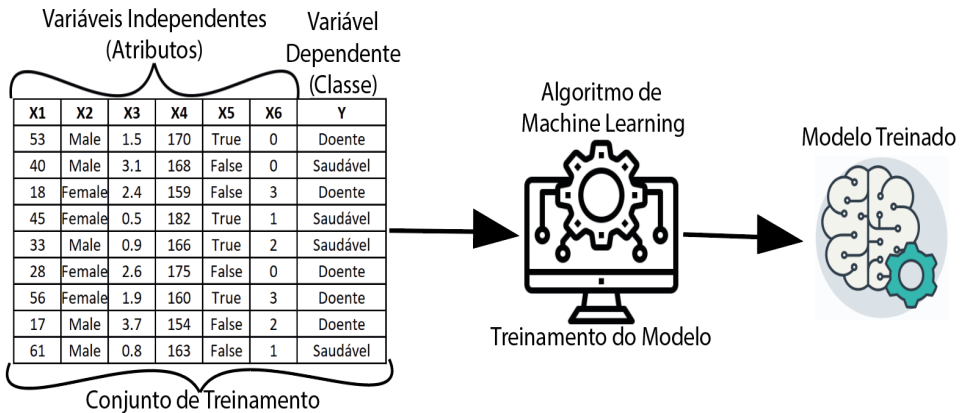 Variáveis Independentes
(Atributos)
Variável
Dependente
(Classe)
X1 X2 X3 X4 X5 X6 Y
53 Male 1.5 170 True 0 Doente
40 Male 3.1 168 False 0 Saudável
18 Female 2.4 159 False 3 Doente
45 Female 0.5 182 True 1 Saudável
33 Male 0.9 166 True 2 Saudável
28 Female 2.6 175 False 0 Doente
56 Female 1.9 160 True 3 Doente
17 Male 3.7 154 False 2 Doente
61 Male 0.8 163 False 1 Saudável
Conjunto de Treinamento
Algoritmo de
Machine Learning
Treinamento do Modelo
Modelo Treinado